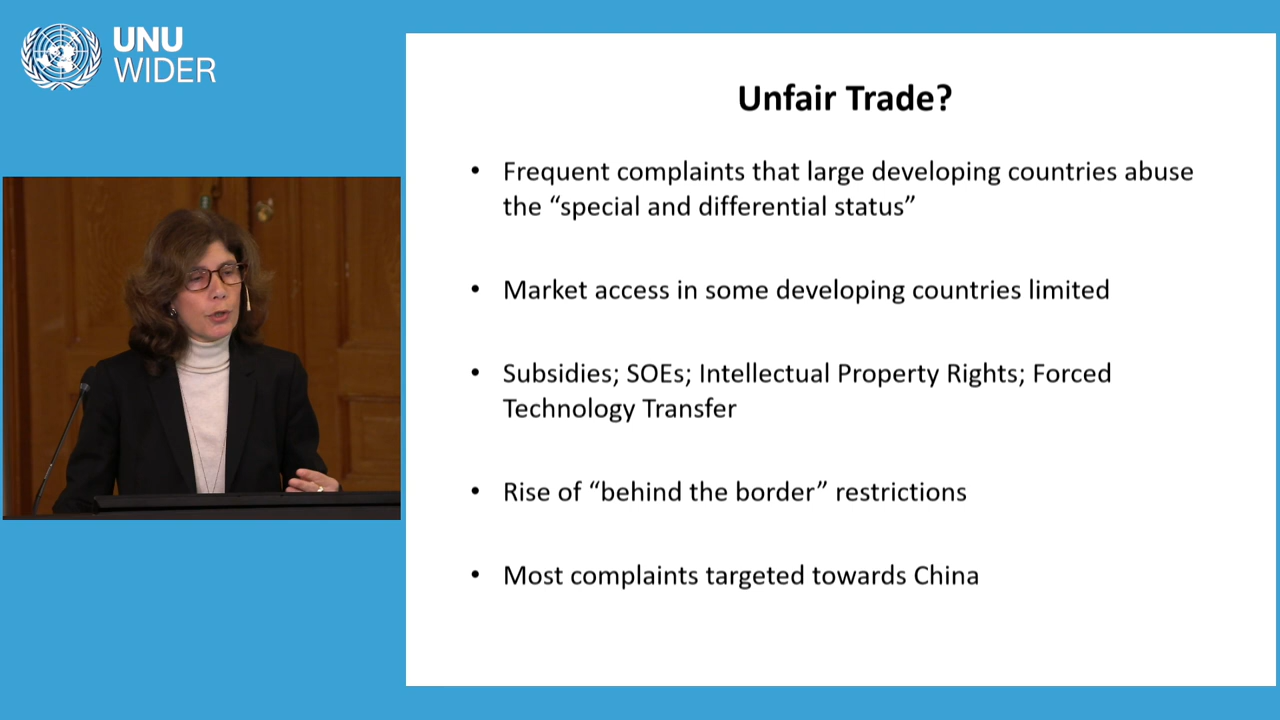 UNU
WIDER
Unfair Trade?
• Frequent complaints that large developing countries abuse
the “special and differential status”
• Market access in some developing countries limited
• Subsidies; SOEs; Intellectual Property Rights; Forced
Technology Transfer
• Rise of “behind the border” restrictions
• Most complaints targeted towards China